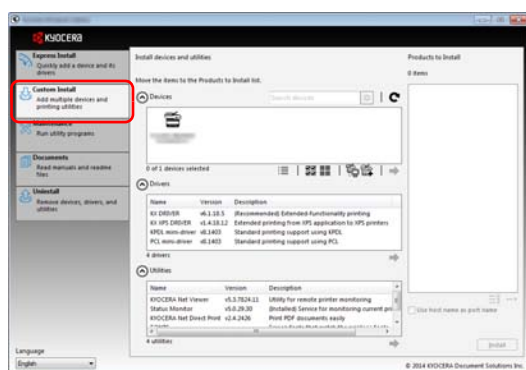 KYOCERA
Express Install
Quickly add a device and its
drivers
Custom Install
Add multiple devices and
printing utilities
Maintenance
Run utility programs
Documents
Read manuals and readme
files
Uninstall
Remove devices, drivers, and
utilities
Language
English
Install devices and utilities
Move the items to the Products to Install list.
Devices
Search devices
0 of 1 devices selected
Drivers
Name Version Description
KX DRIVER v6.1.10.5 (Recommended) Extended-functionality printing
KX XPS DRIVER v1.4.10.12 Extended printing from XPS application to XPS printers
KPDL mini-driver v8.1403 Standard printing support using KPDL
PCL mini-driver v8.1403 Standard printing support using PCL
4 drivers
Utilities
Name Version Description
KYOCERA Net Viewer v5.3.7824.11 Utility for remote printer monitoring
Status Monitor v5.0.29.30 (Installed) Service for monitoring current pri
KYOCERA Net Direct Print v2.4.2426 Print PDF documents easily
4 utilities
Products to Install
0 items
Use host name as port name
Install
© 2014 KYOCERA Document Solutions Inc.